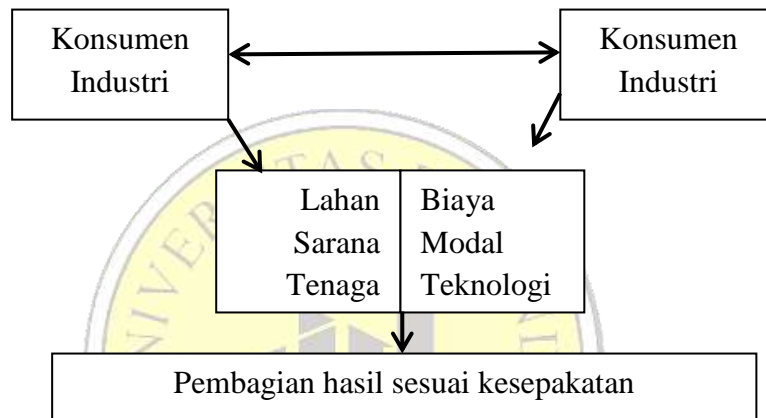 Konsumen
Industri
Konsumen
Industri
Lahan
Sarana
Tenaga
Biaya
Modal
Teknologi
Pembagian hasil sesuai kesepakatan